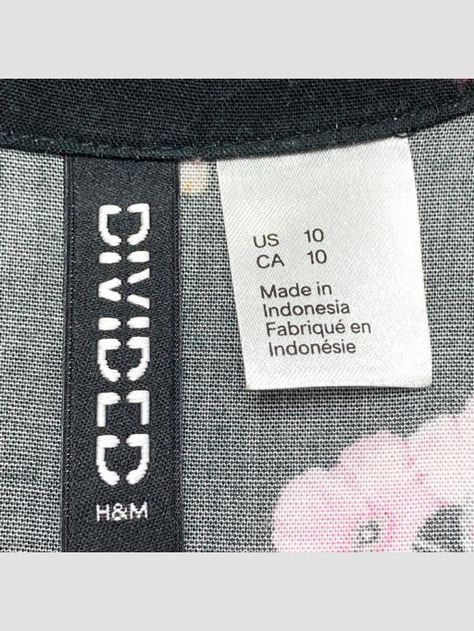 DIVIDED
H&M
US 10
CA 10
Made in
Indonesia
Fabriqué en
Indonésie